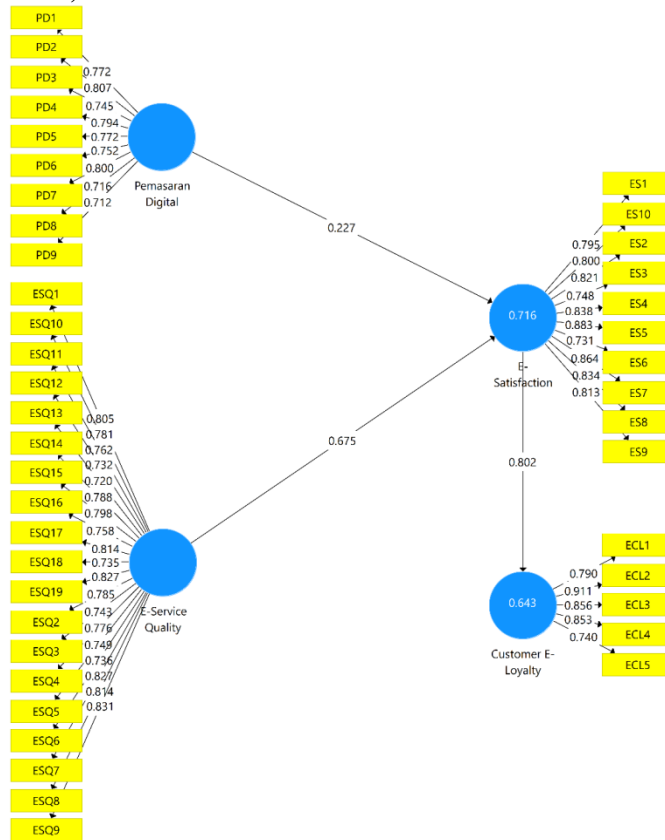 PD1
PD2
PD3
PD4
PD5
PD6
PD7
PD8
PD9
0.772
0.807
0.745
0.794
0.772
0.752
0.800
0.716
0.712
Pemasaran
Digital
0.227
ESQ1
ESQ10
ESQ11
ESQ12
ESQ13
ESQ14
ESQ15
ESQ16
ESQ17
ESQ18
ESQ19
ESQ2
ESQ3
ESQ4
ESQ5
ESQ6
ESQ7
ESQ8
ESQ9
0.805
0.781
0.762
0.732
0.720
0.788
0.798
0.758
0.814
0.735
0.827
0.785
0.743
0.776
0.749
0.736
0.827
0.814
0.831
E-Service
Quality
0.675
0.716
E-
Satisfaction
0.795
0.800
0.821
0.748
0.838
0.883
0.731
0.864
0.834
0.813
ES1
ES10
ES2
ES3
ES4
ES5
ES6
ES7
ES8
ES9
0.802
0.643
Customer E-
Loyalty
0.790
0.911
0.856
0.853
0.740
ECL1
ECL2
ECL3
ECL4
ECL5